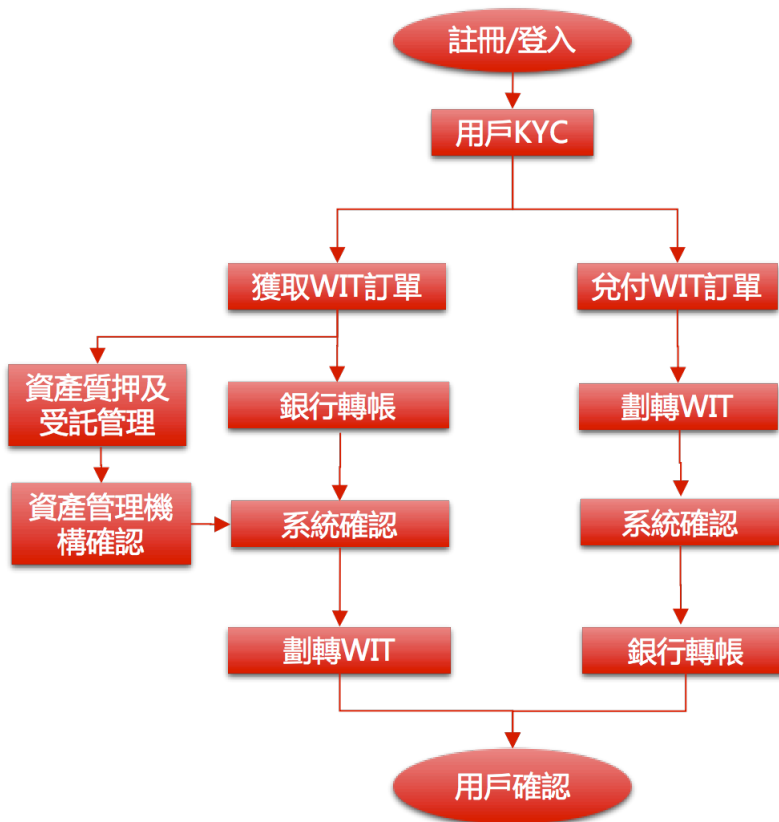 註冊/登入
用戶KYC
獲取WIT訂單
兌付WIT訂單
資產質押及
受託管理
銀行轉帳
劃轉WIT
資產管理機
構確認
系統確認
系統確認
劃轉WIT
銀行轉帳
用戶確認